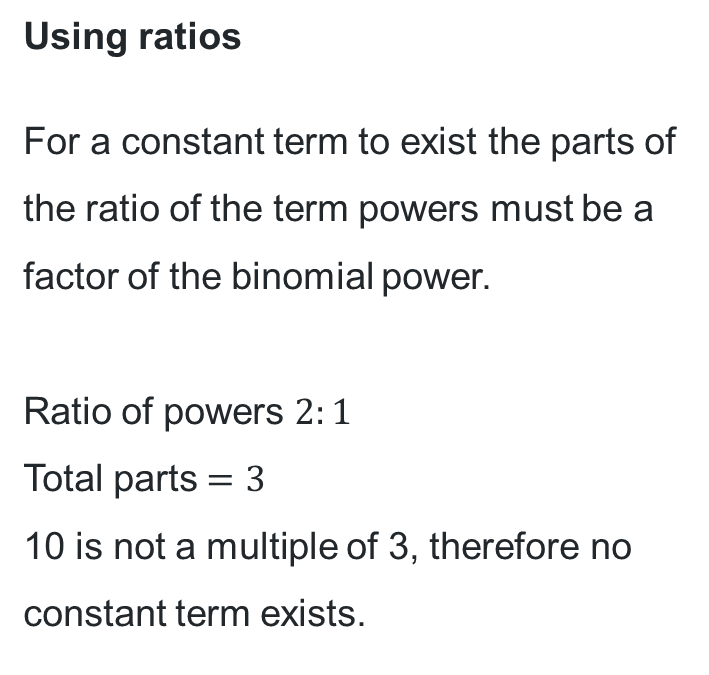 Using ratios
For a constant term to exist the parts of
the ratio of the term powers must be a
factor of the binomial power.
Ratio of powers 2: 1
Total parts = 3
10 is not a multiple of 3, therefore no
constant term exists.